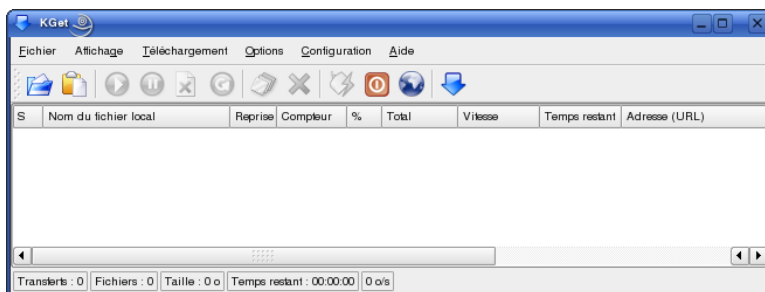 KGet
Fichier Affichage Téléchargement Options Configuration Aide
S Nom du fichier local Reprise Compteur % Total Vitesse Temps restant Adresse (URL)
Transferts : 0 Fichiers : 0 Taille : 0 o Temps restant : 00:00:00 0 o/s